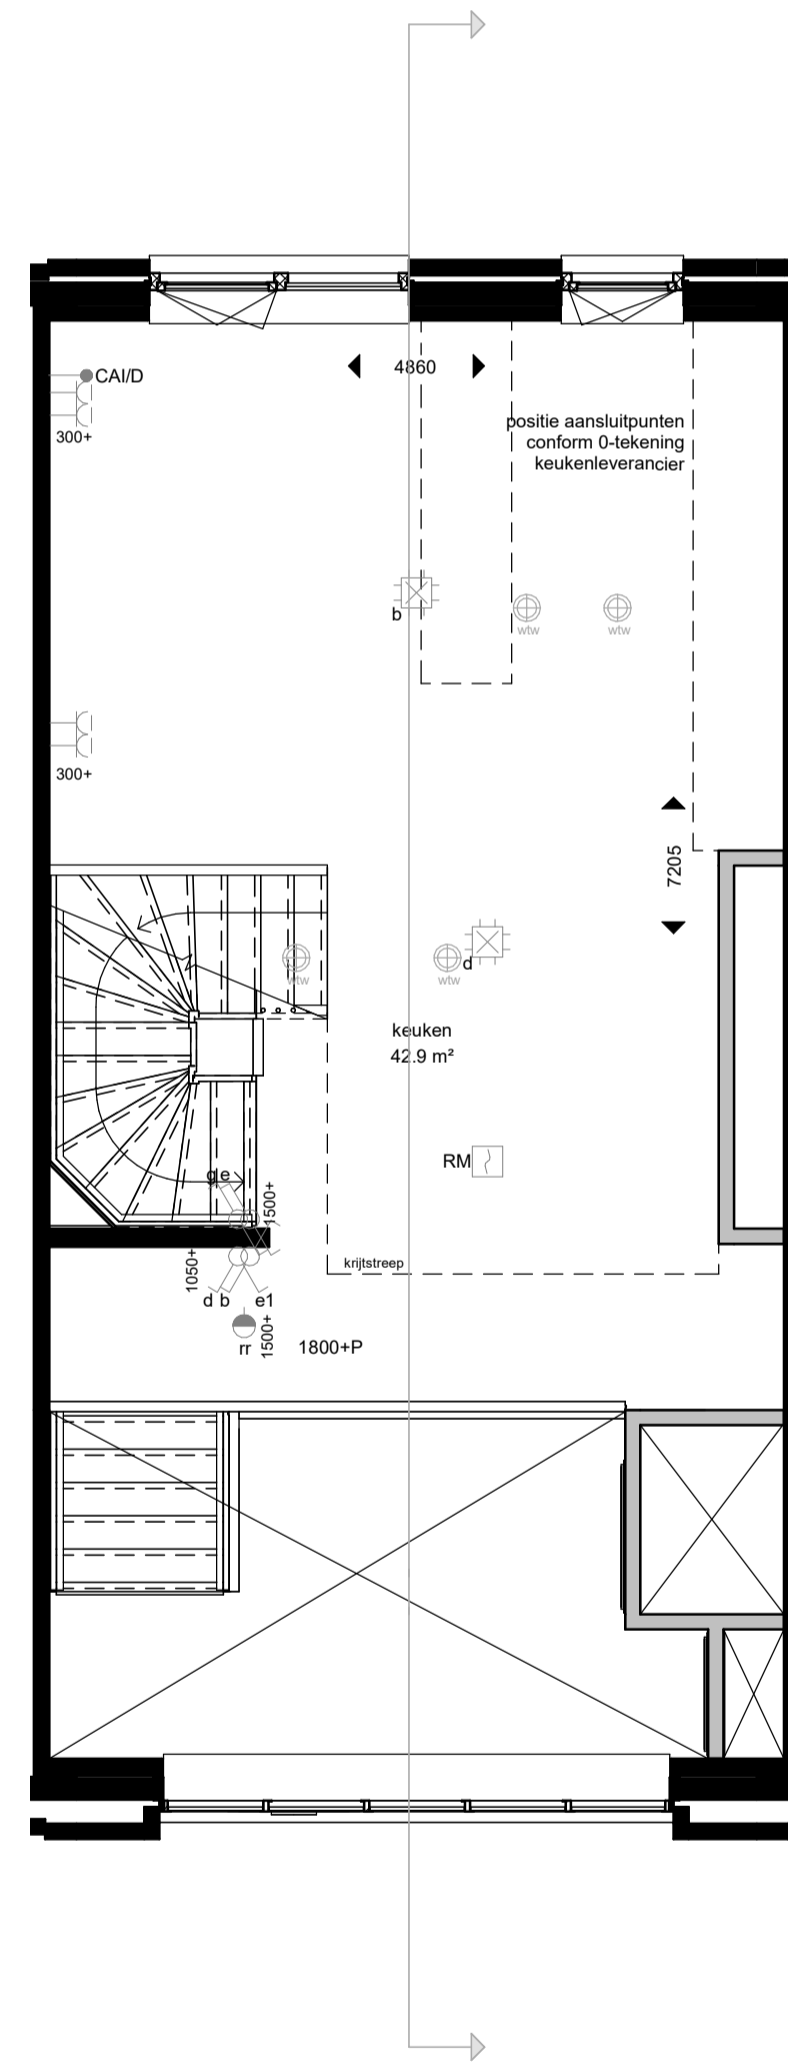 4860
CAI/D
300+
positie aansluitpunten
conform 0-tekening
keukenleverancier
b
wtw
wtw
300+
7205
wtw
wtw
d
keuken
42.9 m²
RM
g e
1500+
krijtstreep
1050+
d b
e1
rr
1500+
1800+P